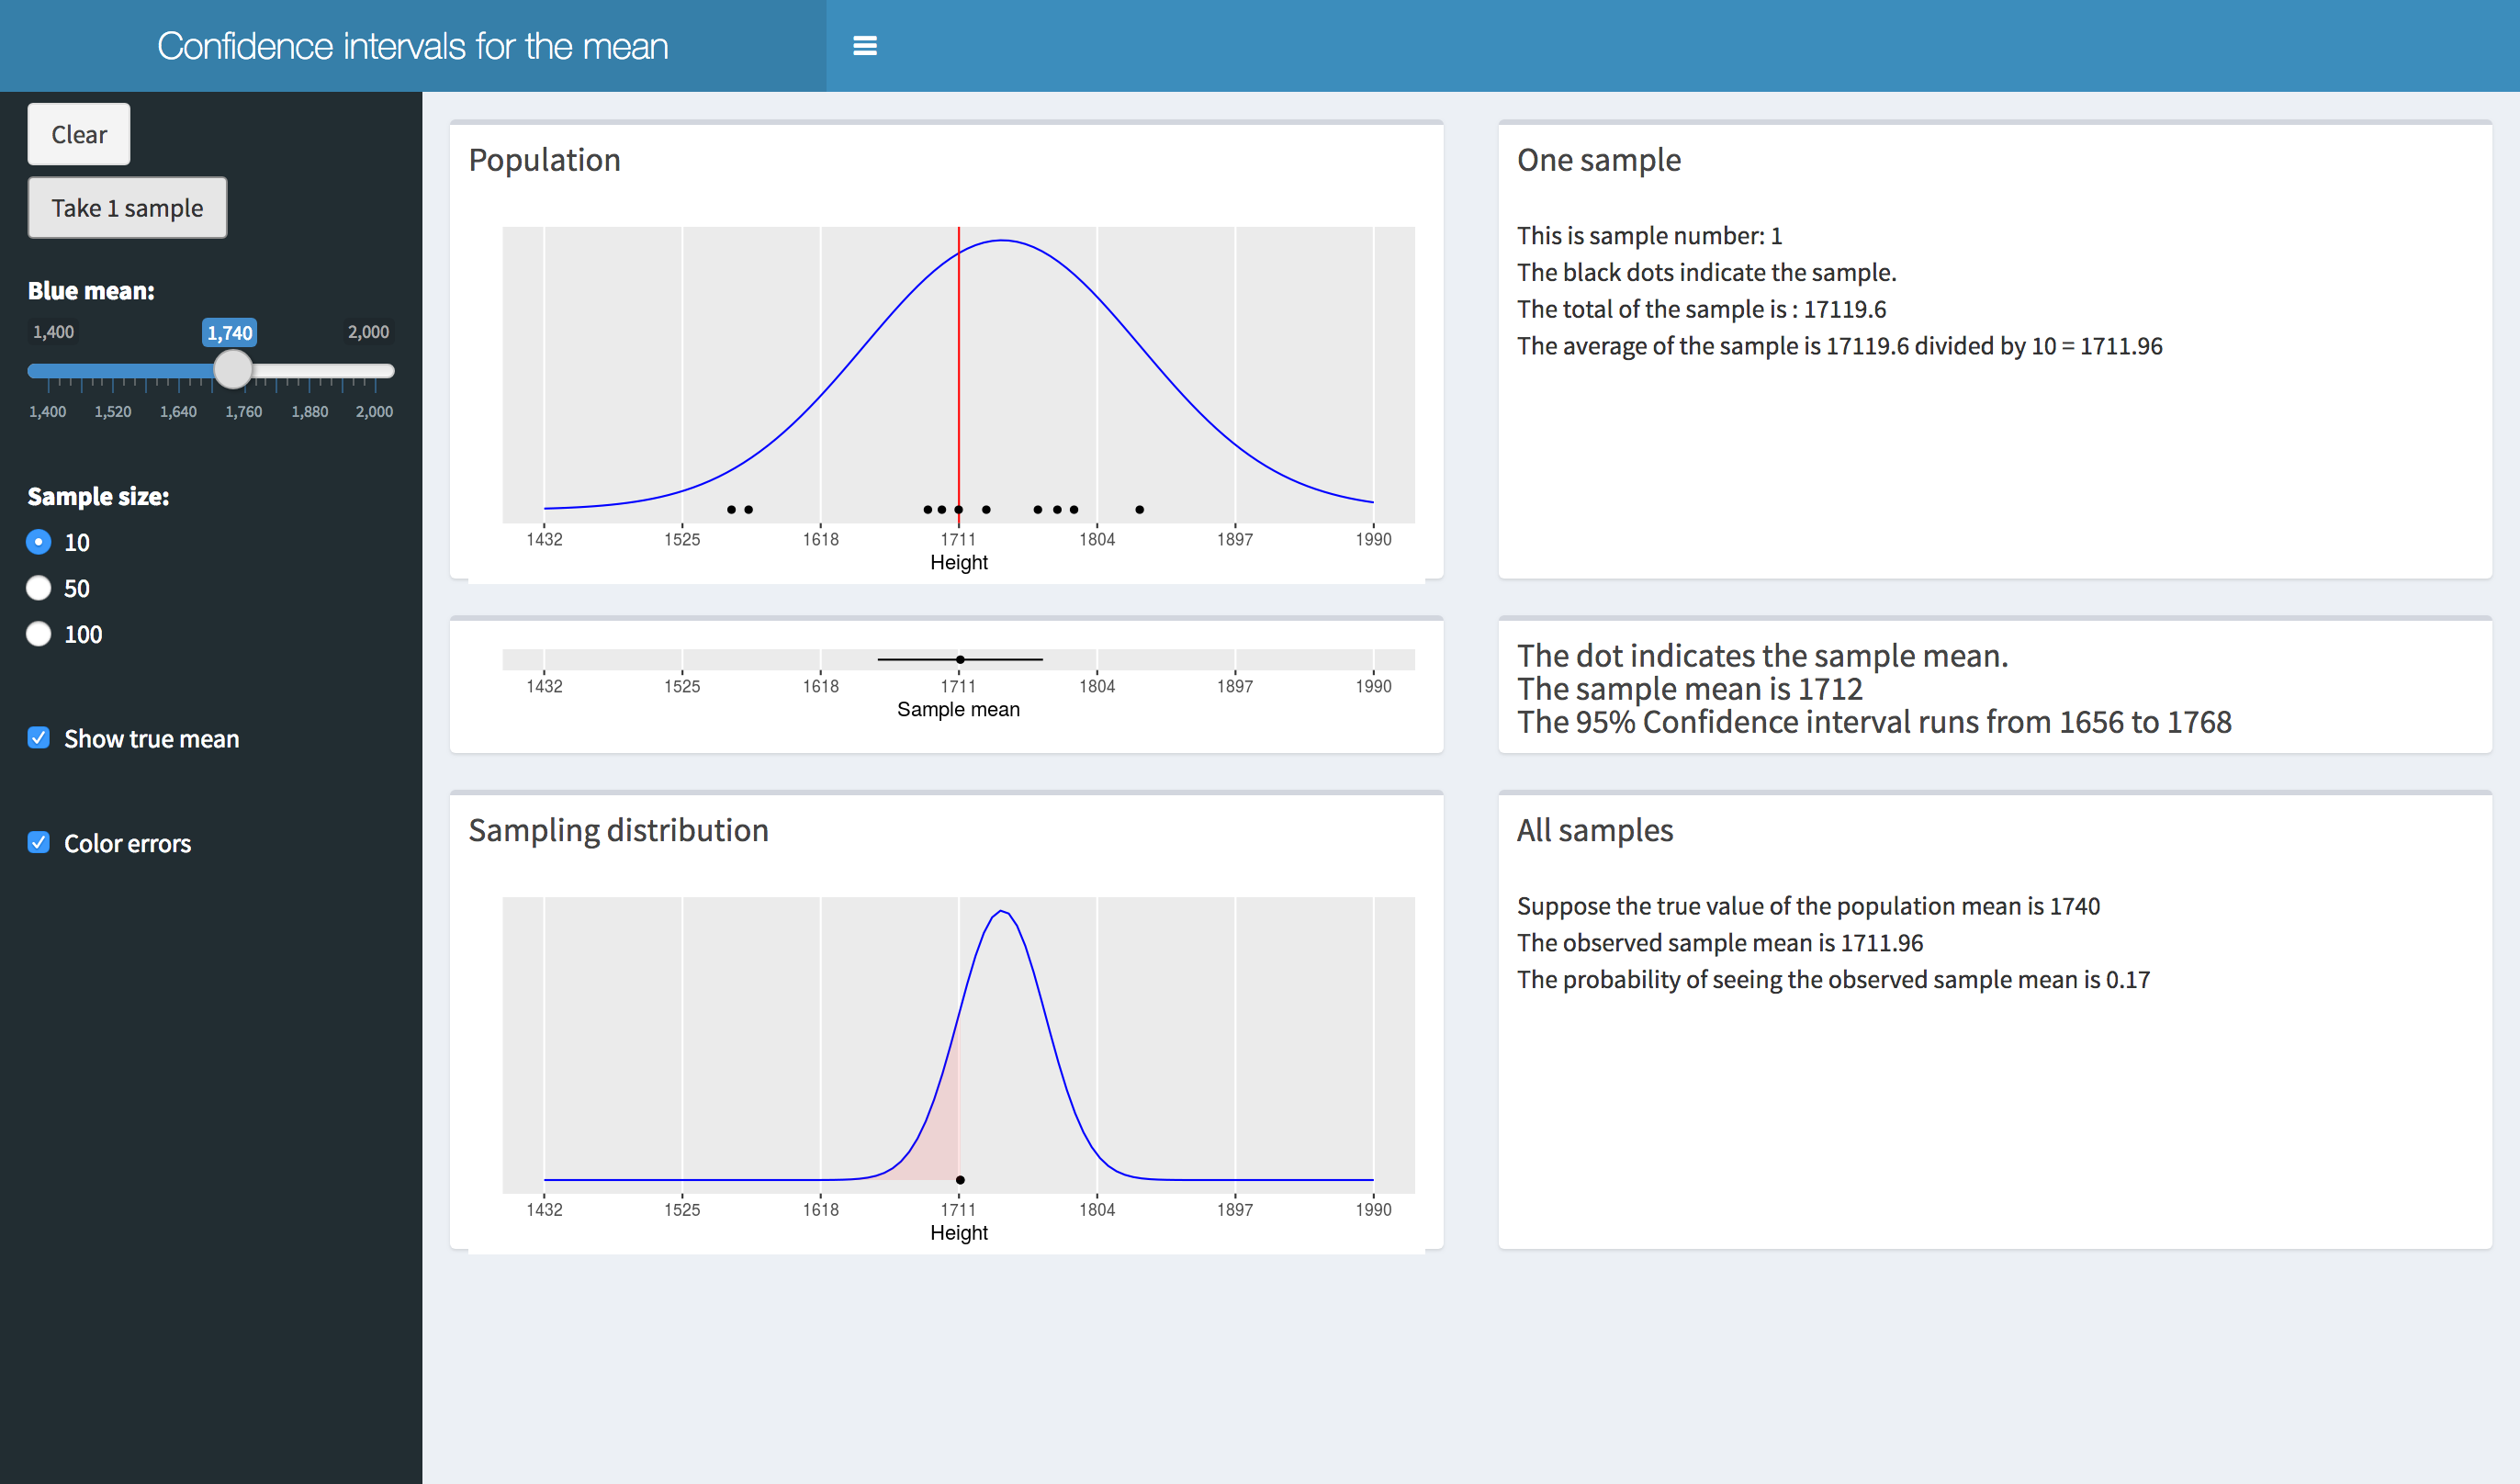 Confidence intervals for the mean
Clear
Take 1 sample
Blue mean:
1,400 1,740 2,000
1,400 1,520 1,640 1,760 1,880 2,000
Sample size:
10
50
100
Show true mean
Color errors
Population
1432 1525 1618 1711 1804 1897 1990
Height
One sample
This is sample number: 1
The black dots indicate the sample.
The total of the sample is : 17119.6
The average of the sample is 17119.6 divided by 10 = 1711.96
1432 1525 1618 1711 1804 1897 1990
Sample mean
The dot indicates the sample mean.
The sample mean is 1712
The 95% Confidence interval runs from 1656 to 1768
Sampling distribution
1432 1525 1618 1711 1804 1897 1990
Height
All samples
Suppose the true value of the population mean is 1740
The observed sample mean is 1711.96
The probability of seeing the observed sample mean is 0.17